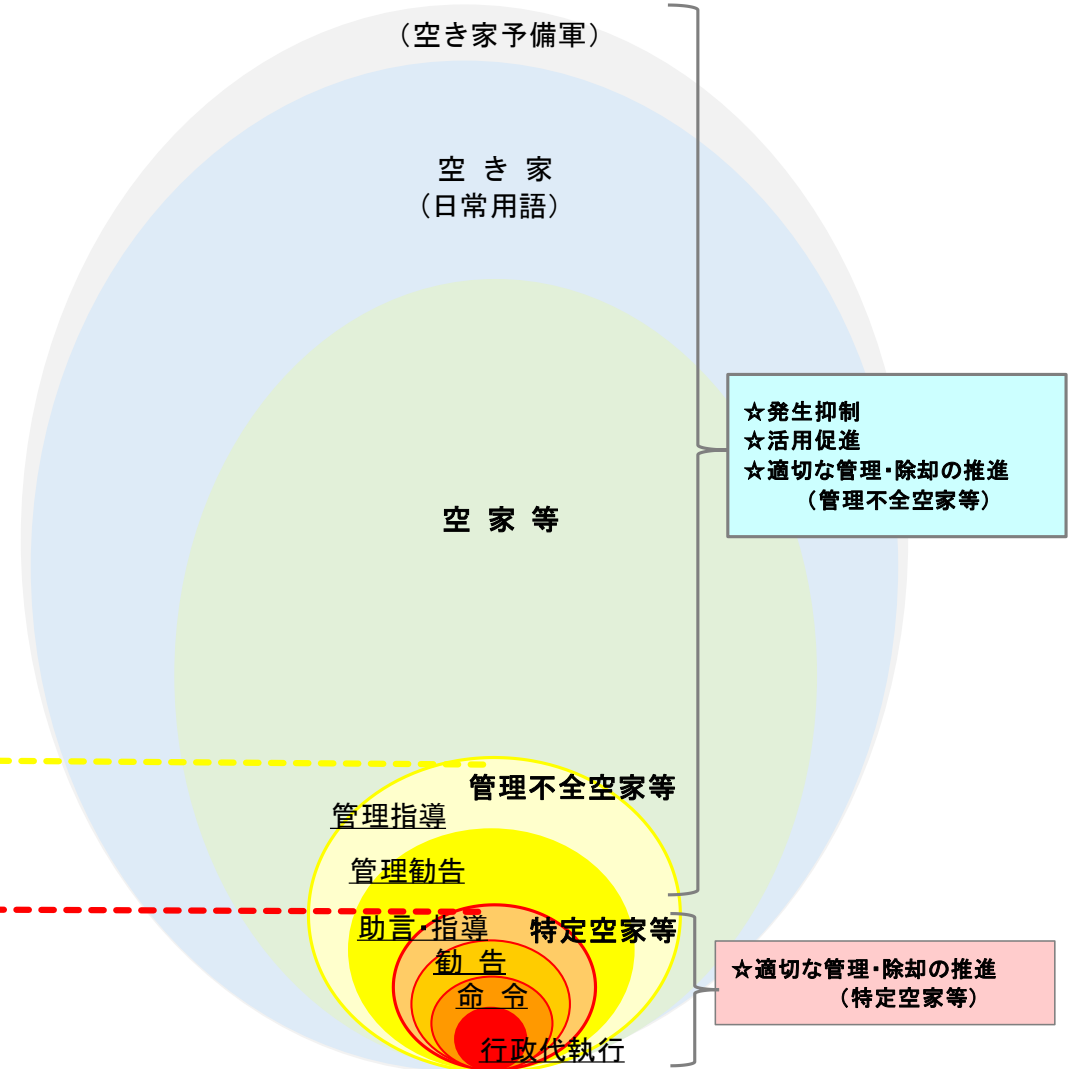 （空き家予備軍）
空 き 家
（日常用語）
☆発生抑制
☆活用促進
☆適切な管理・除却の推進
（管理不全空家等）
空 家 等
管理不全空家等
管理指導
管理勧告
助言・指導
特定空家等
勧 告
命 令
行政代執行
☆適切な管理・除却の推進
（特定空家等）